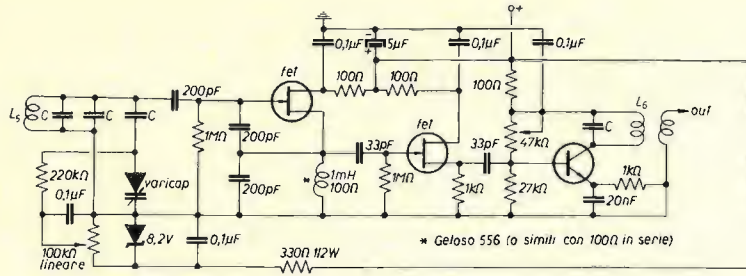 o+
0,1µF
5µF
0,1µF
0,1µF
L5
C
C
C
200pF
fet
100Ω
100Ω
100Ω
C
L6
out
1MΩ
200pF
33pF
fet
33pF
47kΩ
220kΩ
varicap
200pF
* 1mH
100Ω
1MΩ
1kΩ
27kΩ
1kΩ
20nF
0,1µF
100kΩ
lineare
8,2V
0,1µF
330Ω 1/2W
* Geloso 556 (o simili con 100Ω in serie)